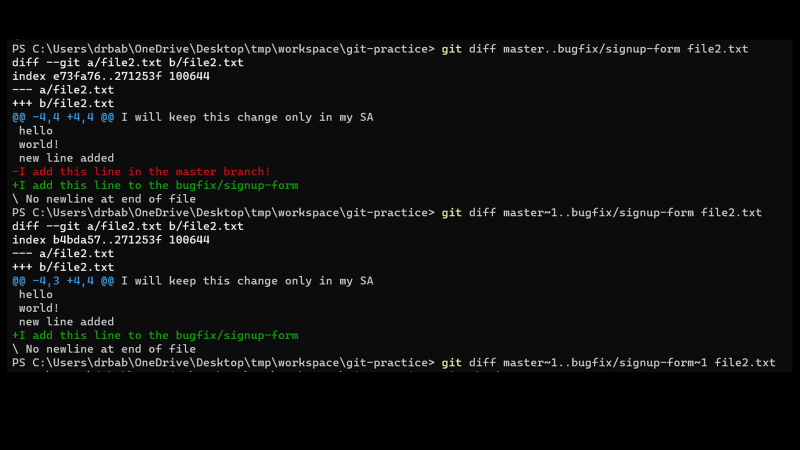 PS C:\Users\drbab\OneDrive\Desktop\tmp\workspace\git-practice> git diff master..bugfix/signup-form file2.txt
diff --git a/file2.txt b/file2.txt
index e73fa76..271253f 100644
--- a/file2.txt
+++ b/file2.txt
@@ -4,4 +4,4 @@ I will keep this change only in my SA
 hello
 world!
 new line added
-I add this line in the master branch!
+I add this line to the bugfix/signup-form
\ No newline at end of file
PS C:\Users\drbab\OneDrive\Desktop\tmp\workspace\git-practice> git diff master~1..bugfix/signup-form file2.txt
diff --git a/file2.txt b/file2.txt
index b4bda57..271253f 100644
--- a/file2.txt
+++ b/file2.txt
@@ -4,3 +4,4 @@ I will keep this change only in my SA
 hello
 world!
 new line added
+I add this line to the bugfix/signup-form
\ No newline at end of file
PS C:\Users\drbab\OneDrive\Desktop\tmp\workspace\git-practice> git diff master~1..bugfix/signup-form~1 file2.txt